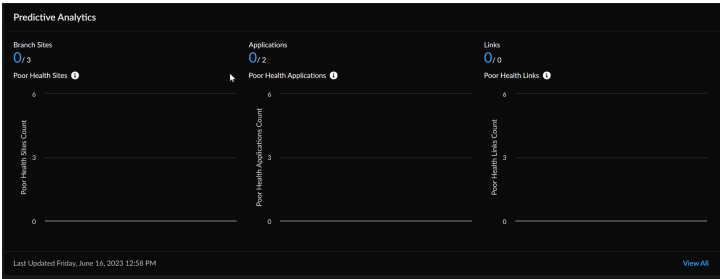 Predictive Analytics
Branch Sites
0/ 3
Poor Health Sites
6
3
0
Poor Health Sites Count
Applications
0/ 2
Poor Health Applications
6
3
0
Poor Health Applications Count
Links
0/ 0
Poor Health Links
6
3
0
Poor Health Links Count
Last Updated Friday, June 16, 2023 12:58 PM
View All